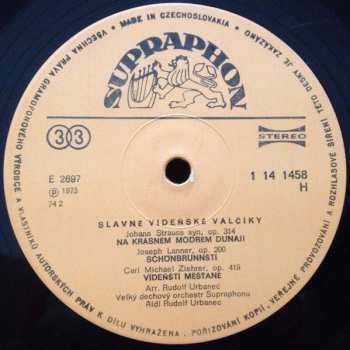 MADE IN CZECHOSLOVAKIA
VŠECHNA PRÁVA GRAMOFONOVÉHO VÝROBCE A VLASTNÍKŮ AUTORSKÝCH PRÁV K DÍLU VYHRAŽENA. POŘIZOVÁNÍ KOPIÍ, VEŘEJNÉ PROVOZOVÁNÍ A ROZHLASOVÉ ŠÍŘENÍ TÉTO DESKY JE ZAKÁZÁNO
SUPRAPHON
33
STEREO
E 2697
Ⓟ 1973
74 2
1 14 1458
H
SLAVNÉ VÍDEŇSKÉ VALČÍKY
Johann Strauss syn, op. 314
NA KRÁSNÉM MODRÉM DUNAJI
Joseph Lanner, op. 200
SCHÖNBRUNNŠTÍ
Carl Michael Ziehrer, op. 419
VÍDEŇŠTÍ MĚŠŤANÉ
Arr. Rudolf Urbanec
Velký dechový orchestr Supraphonu
Řídí Rudolf Urbanec